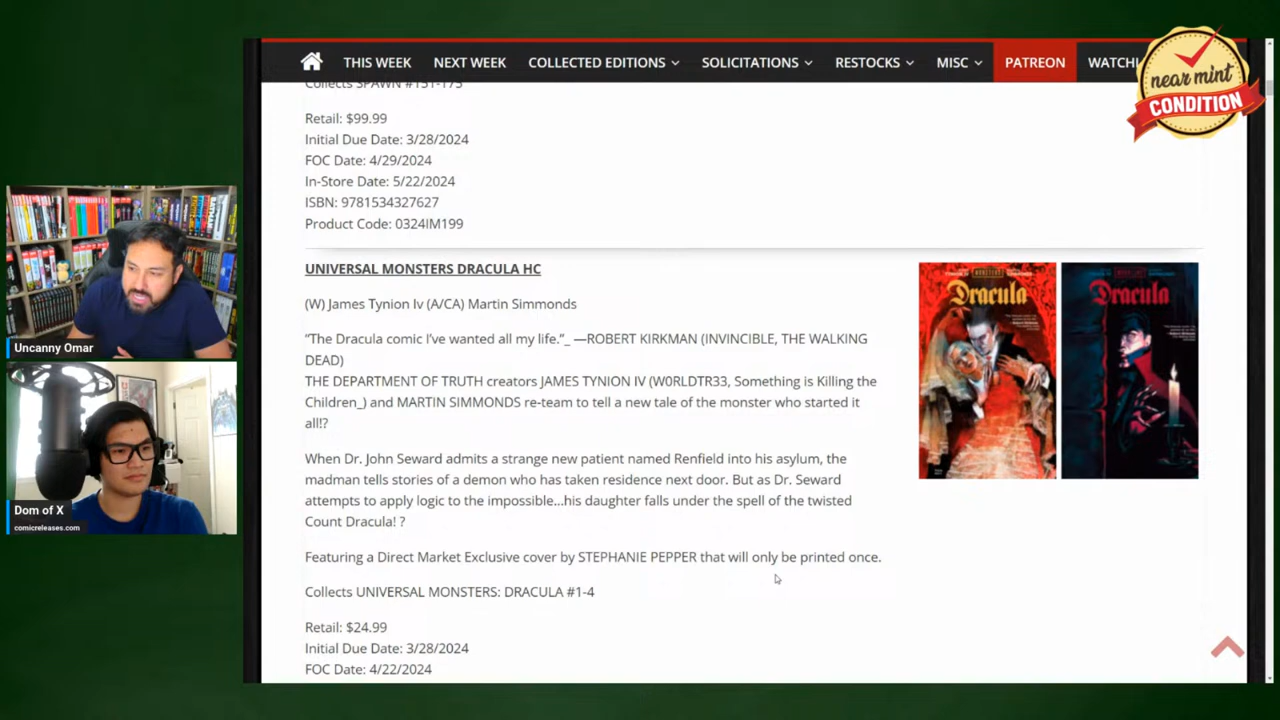 THIS WEEK NEXT WEEK COLLECTED EDITIONS SOLICITATIONS RESTOCKS MISC PATREON
near mint
CONDITION
Collects SPAWN #151-175
Retail: $99.99
Initial Due Date: 3/28/2024
FOC Date: 4/29/2024
In-Store Date: 5/22/2024
ISBN: 9781534327627
Product Code: 0324IM199
UNIVERSAL MONSTERS DRACULA HC
(W) James Tynion Iv (A/CA) Martin Simmonds
"The Dracula comic I've wanted all my life."_ —ROBERT KIRKMAN (INVINCIBLE, THE WALKING
DEAD)
THE DEPARTMENT OF TRUTH creators JAMES TYNION IV (W0RLDTR33, Something is Killing the
Children_) and MARTIN SIMMONDS re-team to tell a new tale of the monster who started it
all!?
When Dr. John Seward admits a strange new patient named Renfield into his asylum, the
madman tells stories of a demon who has taken residence next door. But as Dr. Seward
attempts to apply logic to the impossible...his daughter falls under the spell of the twisted
Count Dracula! ?
Featuring a Direct Market Exclusive cover by STEPHANIE PEPPER that will only be printed once.
Collects UNIVERSAL MONSTERS: DRACULA #1-4
Retail: $24.99
Initial Due Date: 3/28/2024
FOC Date: 4/22/2024
Dracula
Dracula
Uncanny Omar
Dom of X
comicreleases.com